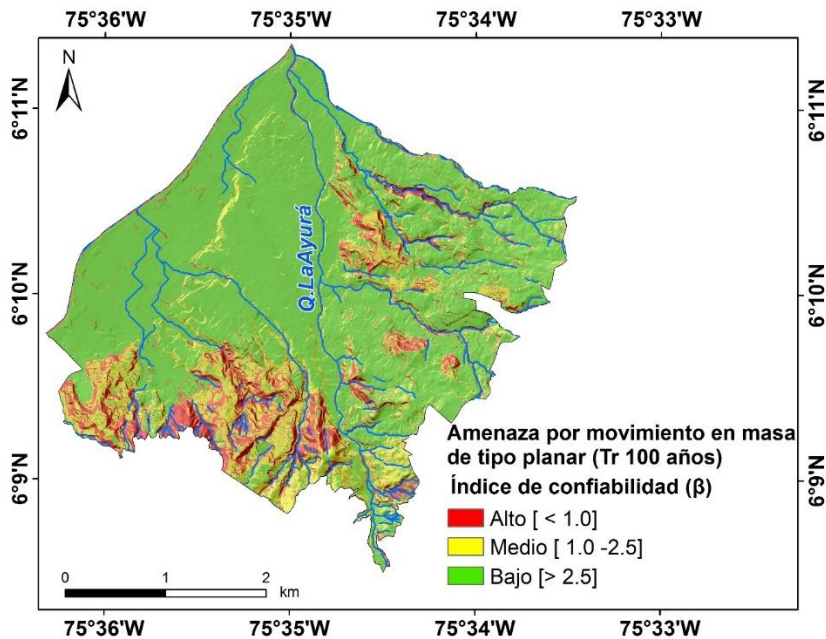 75°36'W 75°35'W 75°34'W 75°33'W
N
6°11'N 6°11'N
6°10'N 6°10'N
6°9'N 6°9'N
Q.LaAyurá
Amenaza por movimiento en masa
de tipo planar (Tr 100 años)
Índice de confiabilidad (β)
Alto [ < 1.0]
Medio [ 1.0 -2.5]
Bajo [> 2.5]
0 1 2
km
75°36'W 75°35'W 75°34'W 75°33'W